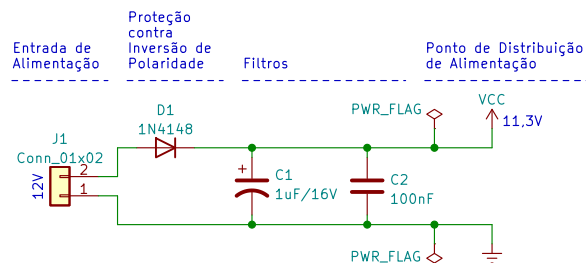 Entrada de
Alimentação
Proteção
contra
Inversão de
Polaridade
Filtros
Ponto de Distribuição
de Alimentação
J1
Conn_01x02
12V
2
1
D1
1N4148
+
C1
1uF/16V
C2
100nF
PWR_FLAG
VCC
11,3V
PWR_FLAG